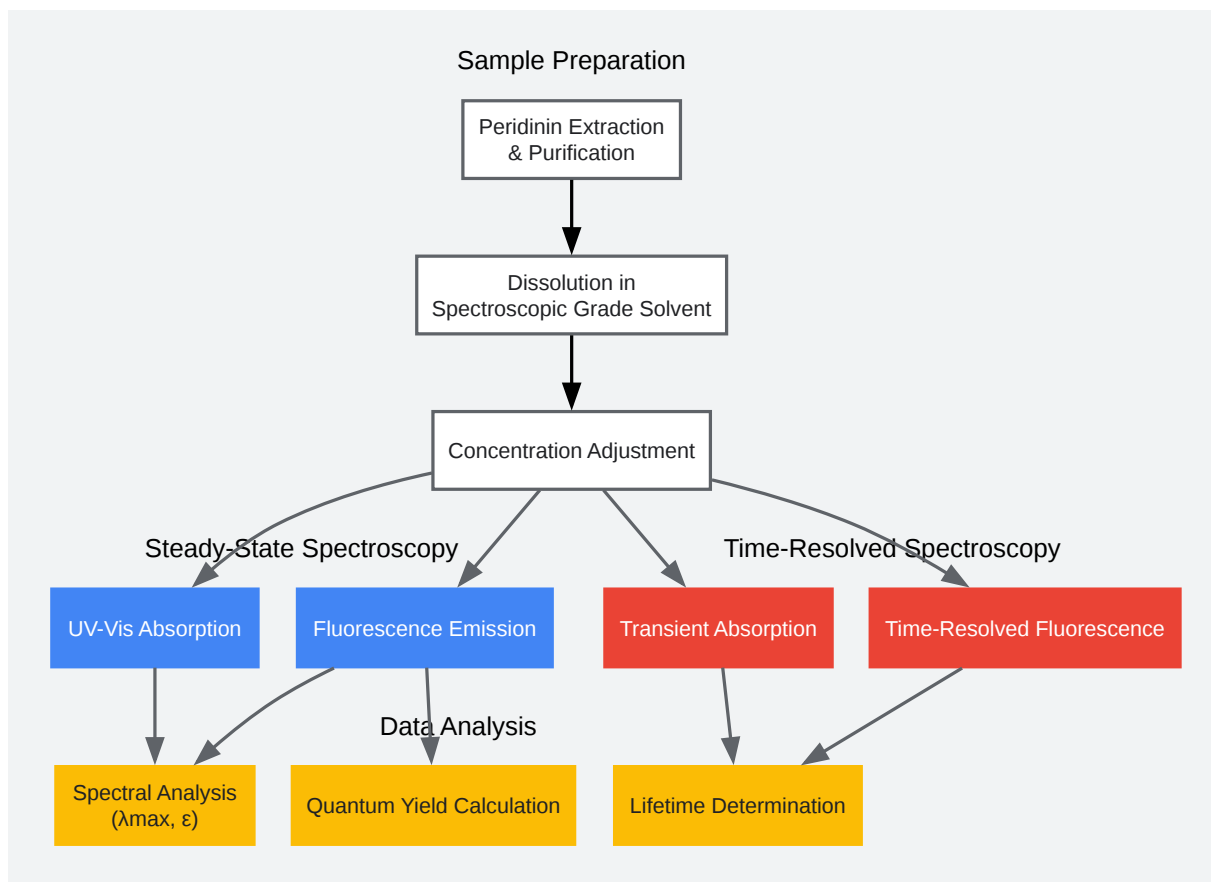 Sample Preparation
Peridinin Extraction
& Purification
Dissolution in
Spectroscopic Grade Solvent
Concentration Adjustment
Steady-State Spectroscopy
Time-Resolved Spectroscopy
UV-Vis Absorption
Fluorescence Emission
Transient Absorption
Time-Resolved Fluorescence
Data Analysis
Spectral Analysis
(λmax, ε)
Quantum Yield Calculation
Lifetime Determination